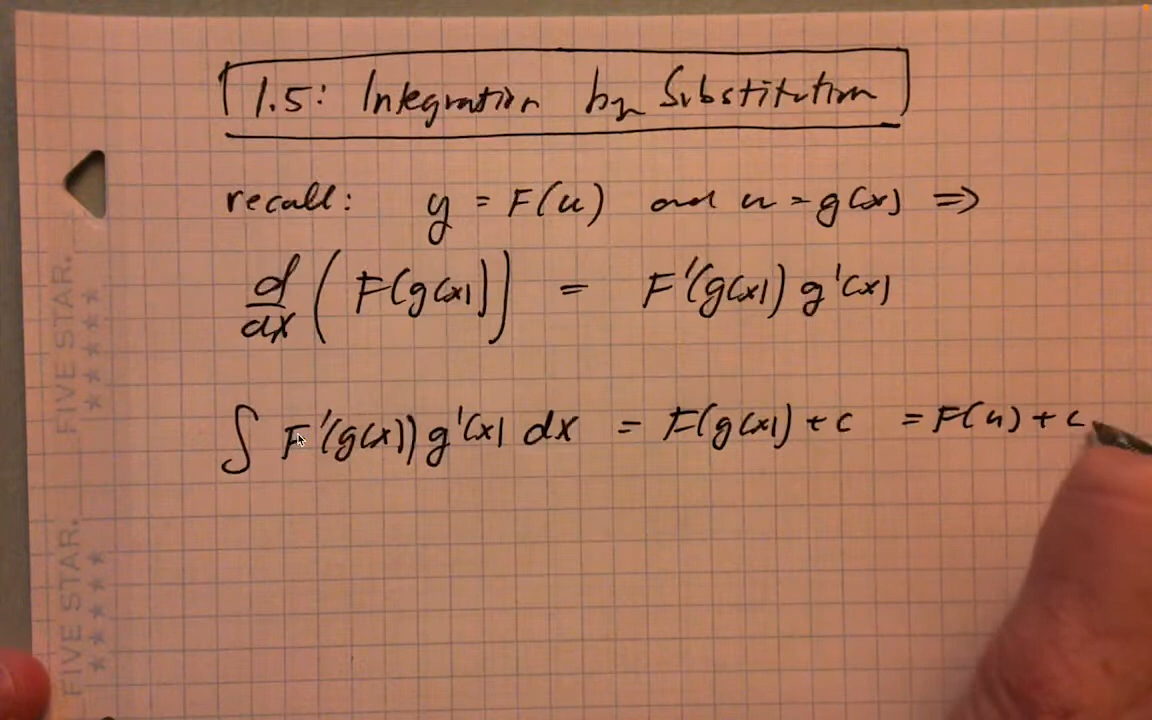 1.5: Integration by Substitution
recall: y = F(u) and u = g(x) ⇒
d/dx (F(g(x))) = F'(g(x)) g'(x)
∫ F'(g(x)) g'(x) dx = F(g(x)) + c = F(u) + c
FIVE STAR.
FIVE STAR.